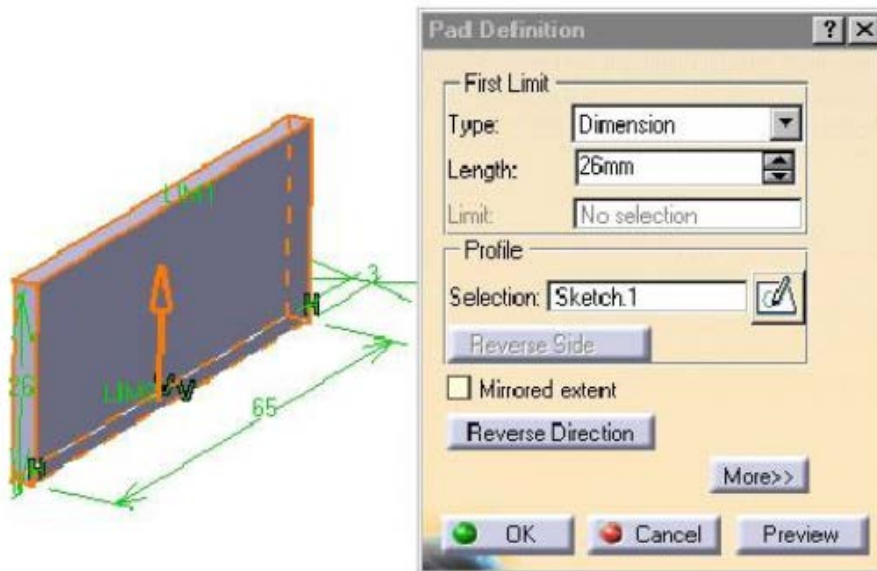 Pad Definition
First Limit
Type: Dimension
Length: 26mm
Limit: No selection
Profile
Selection: Sketch.1
Reverse Side
Mirrored extent
Reverse Direction
More>>
OK Cancel Preview
LIM1
3
H
26
V
65
H